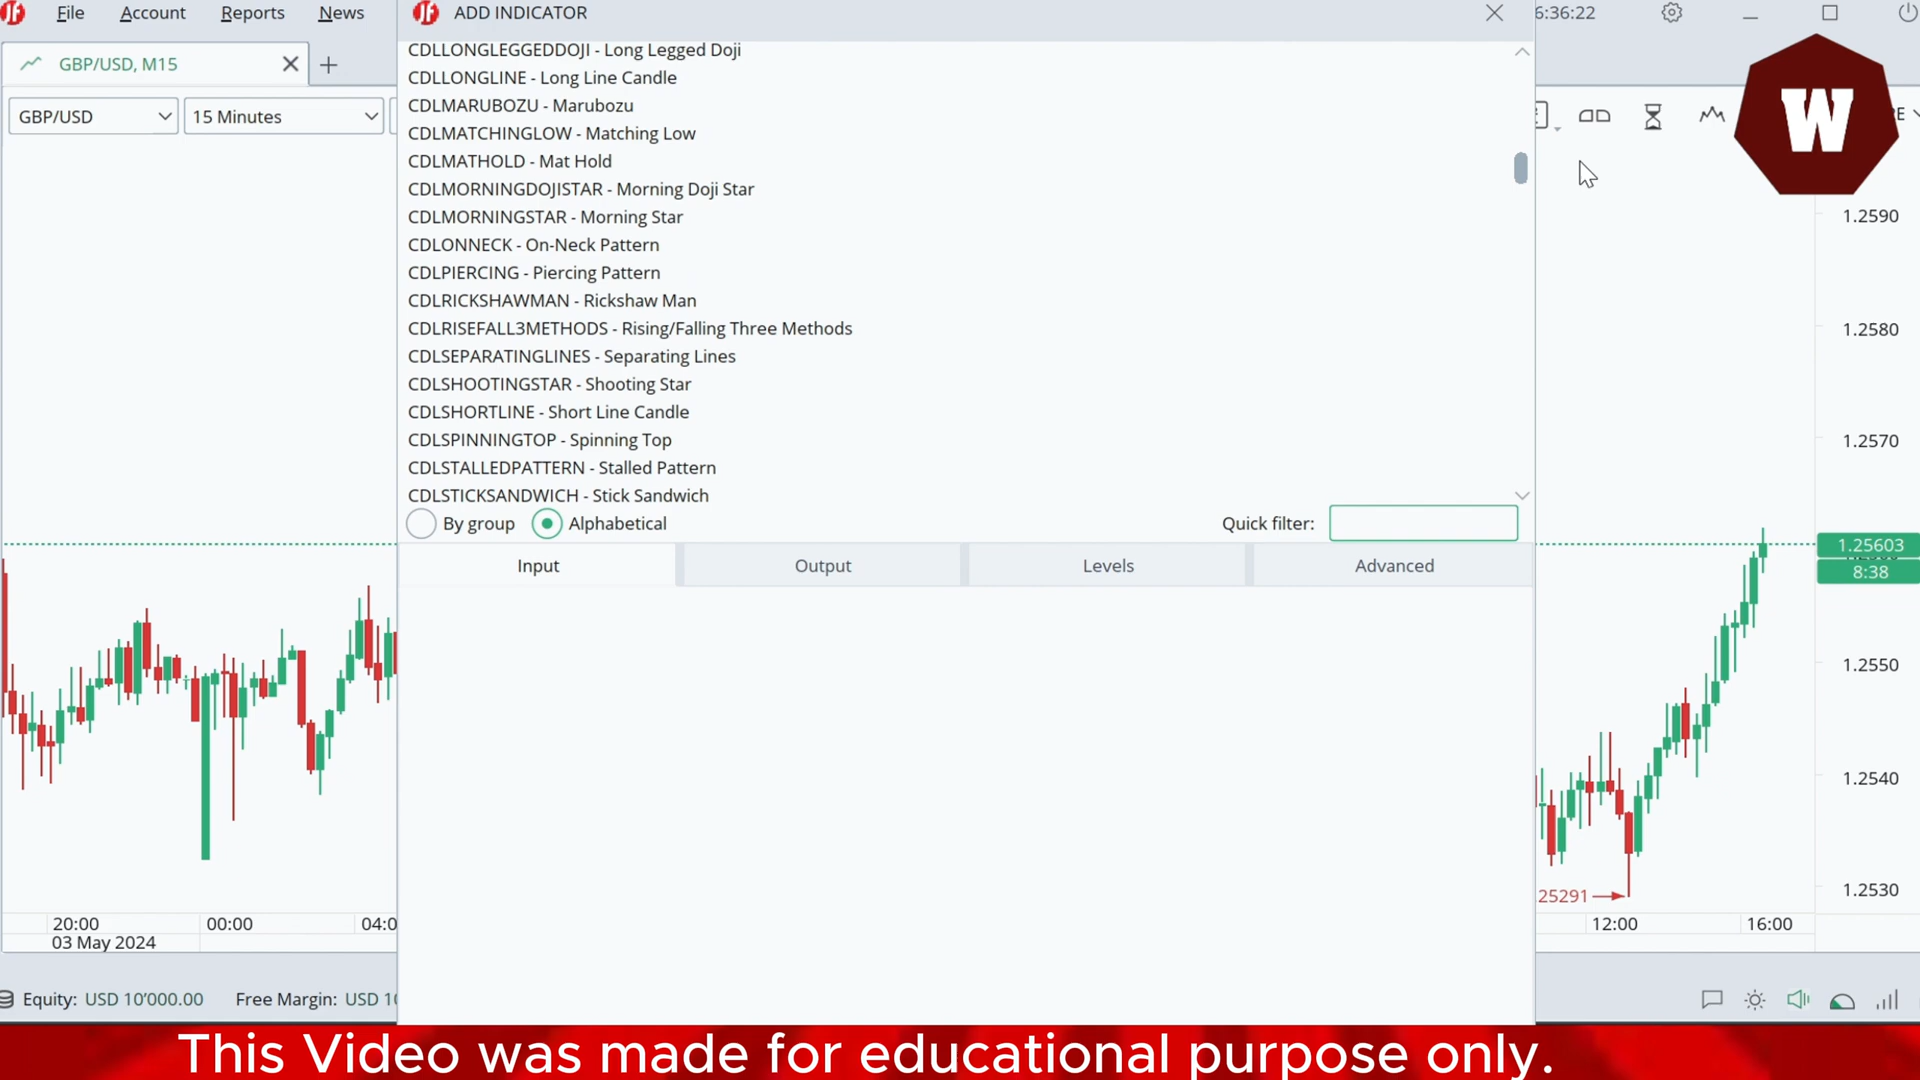 File
Account
Reports
News
ADD INDICATOR
6:36:22
GBP/USD, M15
GBP/USD
15 Minutes
W
E
CDLLONGLEGGEDDOJI - Long Legged Doji
CDLLONGLINE - Long Line Candle
CDLMARUBOZU - Marubozu
CDLMATCHINGLOW - Matching Low
CDLMATHOLD - Mat Hold
CDLMORNINGDOJISTAR - Morning Doji Star
CDLMORNINGSTAR - Morning Star
CDLONNECK - On-Neck Pattern
CDLPIERCING - Piercing Pattern
CDLRICKSHAWMAN - Rickshaw Man
CDLRISEFALL3METHODS - Rising/Falling Three Methods
CDLSEPARATINGLINES - Separating Lines
CDLSHOOTINGSTAR - Shooting Star
CDLSHORTLINE - Short Line Candle
CDLSPINNINGTOP - Spinning Top
CDLSTALLEDPATTERN - Stalled Pattern
CDLSTICKSANDWICH - Stick Sandwich
By group
Alphabetical
Quick filter:
Input
Output
Levels
Advanced
1.2590
1.2580
1.2570
1.25603
8:38
1.2550
1.2540
1.2530
25291
20:00
00:00
04:0
12:00
16:00
03 May 2024
Equity: USD 10'000.00
Free Margin: USD 10
This Video was made for educational purpose only.